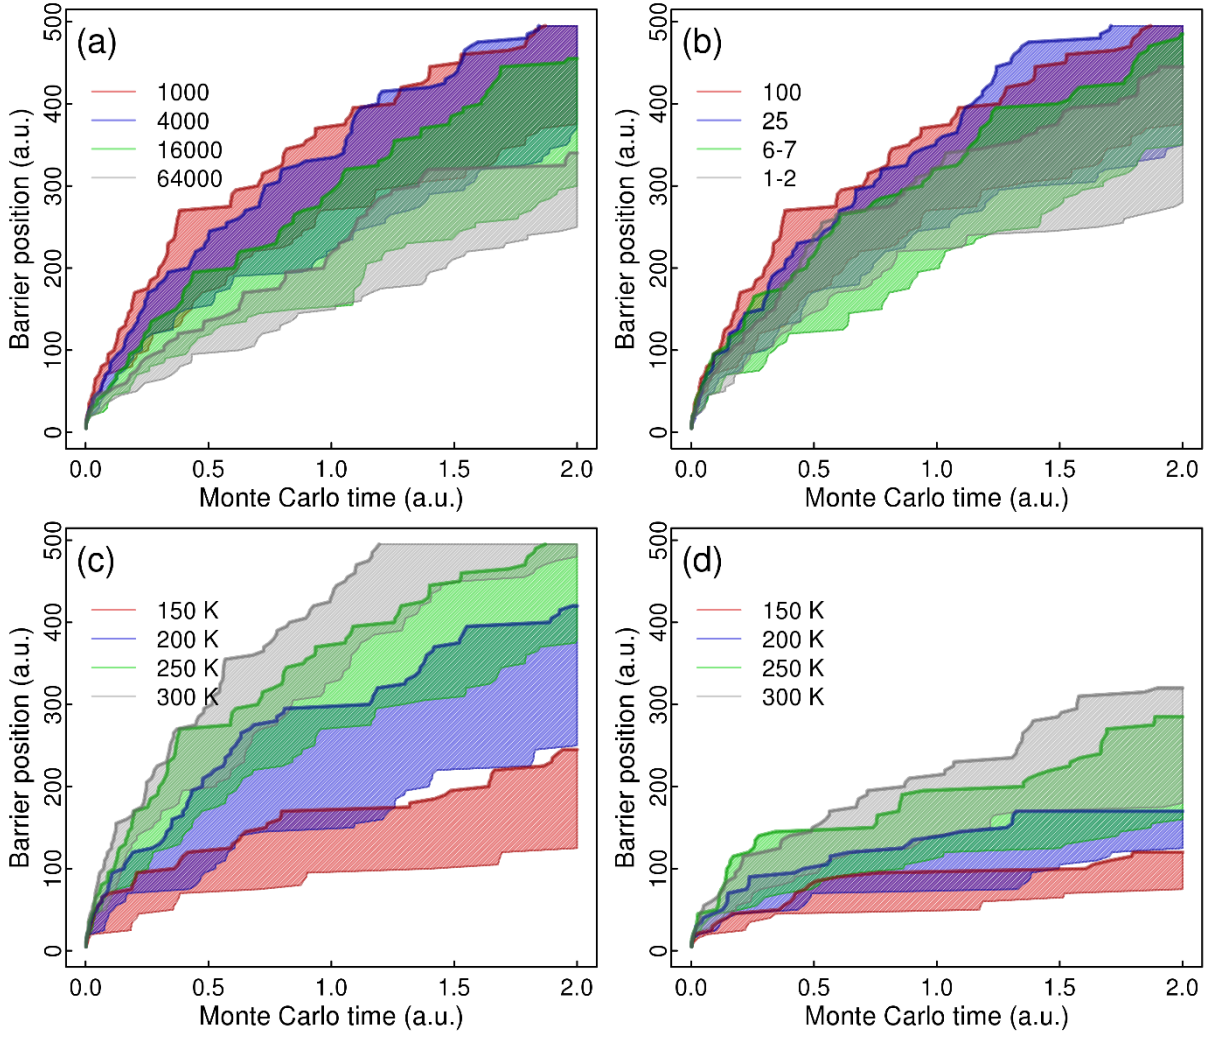 (a)
1000
4000
16000
64000
0
100
200
300
400
500
Barrier position (a.u.)
0.0 0.5 1.0 1.5 2.0
Monte Carlo time (a.u.)
(b)
100
25
6-7
1-2
0
100
200
300
400
500
Barrier position (a.u.)
0.0 0.5 1.0 1.5 2.0
Monte Carlo time (a.u.)
(c)
150 K
200 K
250 K
300 K
0
100
200
300
400
500
Barrier position (a.u.)
0.0 0.5 1.0 1.5 2.0
Monte Carlo time (a.u.)
(d)
150 K
200 K
250 K
300 K
0
100
200
300
400
500
Barrier position (a.u.)
0.0 0.5 1.0 1.5 2.0
Monte Carlo time (a.u.)